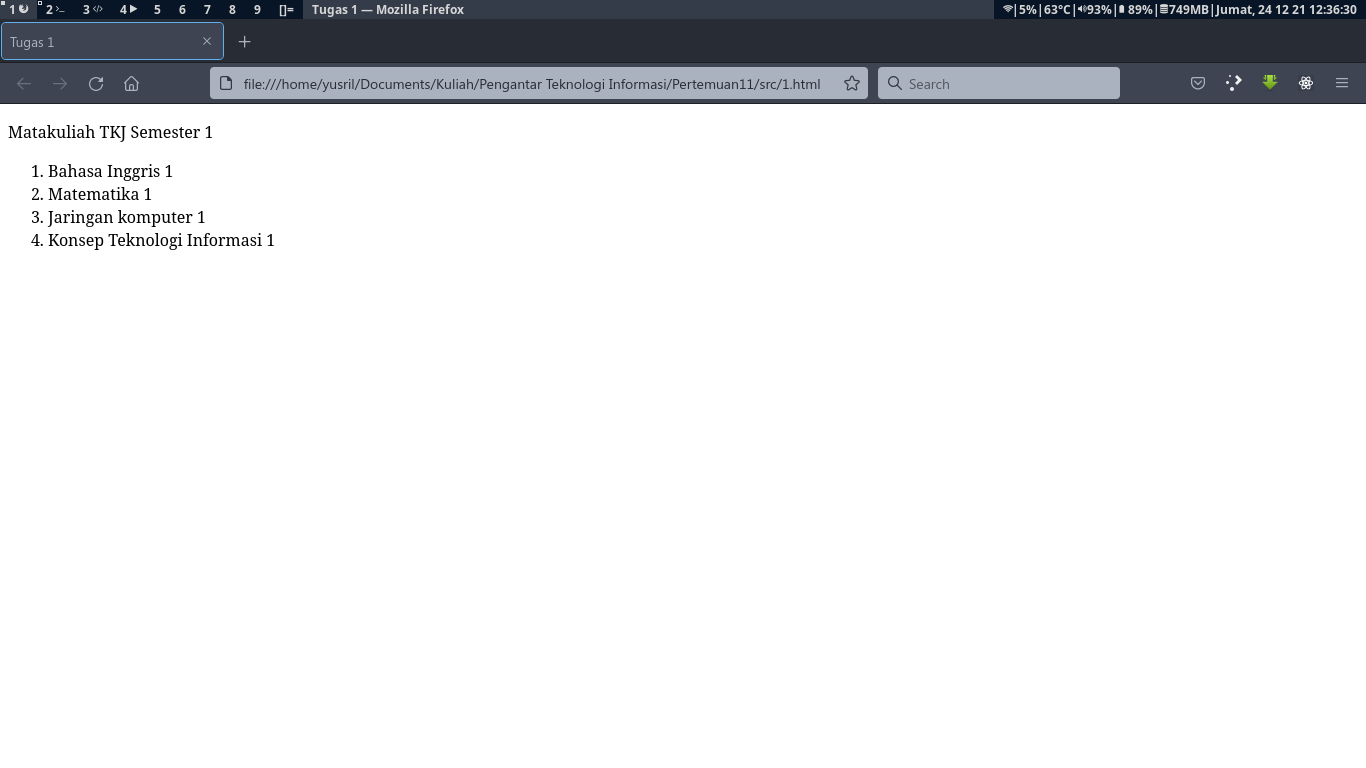 1 2 >_ 3 </> 4 5 6 7 8 9 []= Tugas 1 — Mozilla Firefox |5%|63°C|93%|89%|749MB|Jumat, 24 12 21 12:36:30
Tugas 1
file:///home/yusril/Documents/Kuliah/Pengantar Teknologi Informasi/Pertemuan11/src/1.html Search
Matakuliah TKJ Semester 1
1. Bahasa Inggris 1
2. Matematika 1
3. Jaringan komputer 1
4. Konsep Teknologi Informasi 1